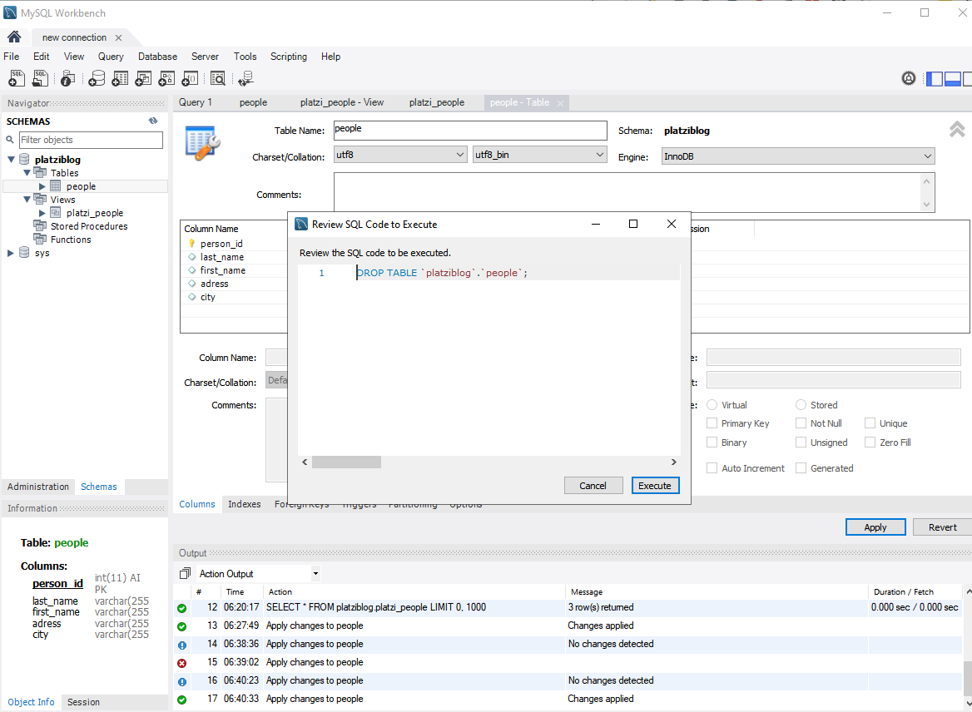 MySQL Workbench
new connection
File Edit View Query Database Server Tools Scripting Help
Navigator
SCHEMAS
Filter objects
platziblog
Tables
people
Views
platzi_people
Stored Procedures
Functions
sys
Administration Schemas
Information
Table: people
Columns:
person_id int(11) AI
PK
last_name varchar(255
first_name varchar(255
adress varchar(255
city varchar(255
Object Info Session
Query 1 people platzi_people - View platzi_people people - Table
Table Name: people Schema: platziblog
Charset/Collation: utf8 utf8_bin Engine: InnoDB
Comments:
Column Name ssion
person_id
last_name
first_name
adress
city
Review SQL Code to Execute
Review the SQL code to be executed.
1 DROP TABLE `platziblog`.`people`;
Cancel Execute
Column Name:
Charset/Collation: Defa
Comments:
Virtual Stored
Primary Key Not Null Unique
Binary Unsigned Zero Fill
Auto Increment Generated
Columns Indexes Foreign Keys Triggers Partitioning Options
Apply Revert
Output
Action Output
# Time Action Message Duration / Fetch
12 06:20:17 SELECT * FROM platziblog.platzi_people LIMIT 0, 1000 3 row(s) returned 0.000 sec / 0.000 sec
13 06:27:49 Apply changes to people Changes applied
14 06:38:36 Apply changes to people No changes detected
15 06:39:02 Apply changes to people
16 06:40:23 Apply changes to people No changes detected
17 06:40:33 Apply changes to people Changes applied